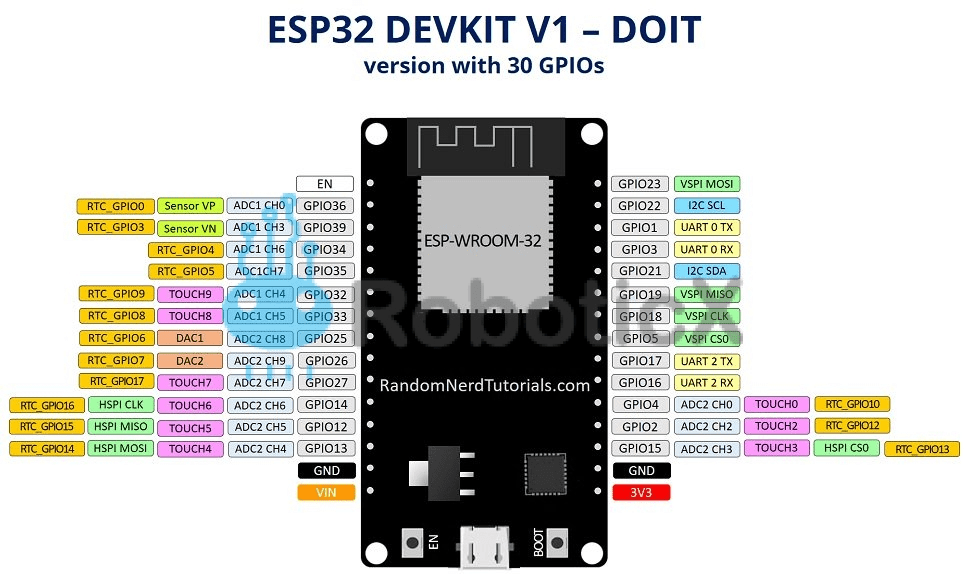 ESP32 DEVKIT V1 – DOIT
version with 30 GPIOs
EN GPIO23 VSPI MOSI
RTC_GPIO0 Sensor VP ADC1 CH0 GPIO36 GPIO22 I2C SCL
RTC_GPIO3 Sensor VN ADC1 CH3 GPIO39 GPIO1 UART 0 TX
RTC_GPIO4 ADC1 CH6 GPIO34 GPIO3 UART 0 RX
ESP-WROOM-32
RTC_GPIO5 ADC1CH7 GPIO35 GPIO21 I2C SDA
RTC_GPIO9 TOUCH9 ADC1 CH4 GPIO32 GPIO19 VSPI MISO
RoboticX
RTC_GPIO8 TOUCH8 ADC1 CH5 GPIO33 GPIO18 VSPI CLK
RTC_GPIO6 DAC1 ADC2 CH8 GPIO25 GPIO5 VSPI CS0
RTC_GPIO7 DAC2 ADC2 CH9 GPIO26 GPIO17 UART 2 TX
RTC_GPIO17 TOUCH7 ADC2 CH7 GPIO27 GPIO16 UART 2 RX
RandomNerdTutorials.com
RTC_GPIO16 HSPI CLK TOUCH6 ADC2 CH6 GPIO14 GPIO4 ADC2 CH0 TOUCH0 RTC_GPIO10
RTC_GPIO15 HSPI MISO TOUCH5 ADC2 CH5 GPIO12 GPIO2 ADC2 CH2 TOUCH2 RTC_GPIO12
RTC_GPIO14 HSPI MOSI TOUCH4 ADC2 CH4 GPIO13 GPIO15 ADC2 CH3 TOUCH3 HSPI CS0 RTC_GPIO13
GND GND
VIN 3V3
EN BOOT